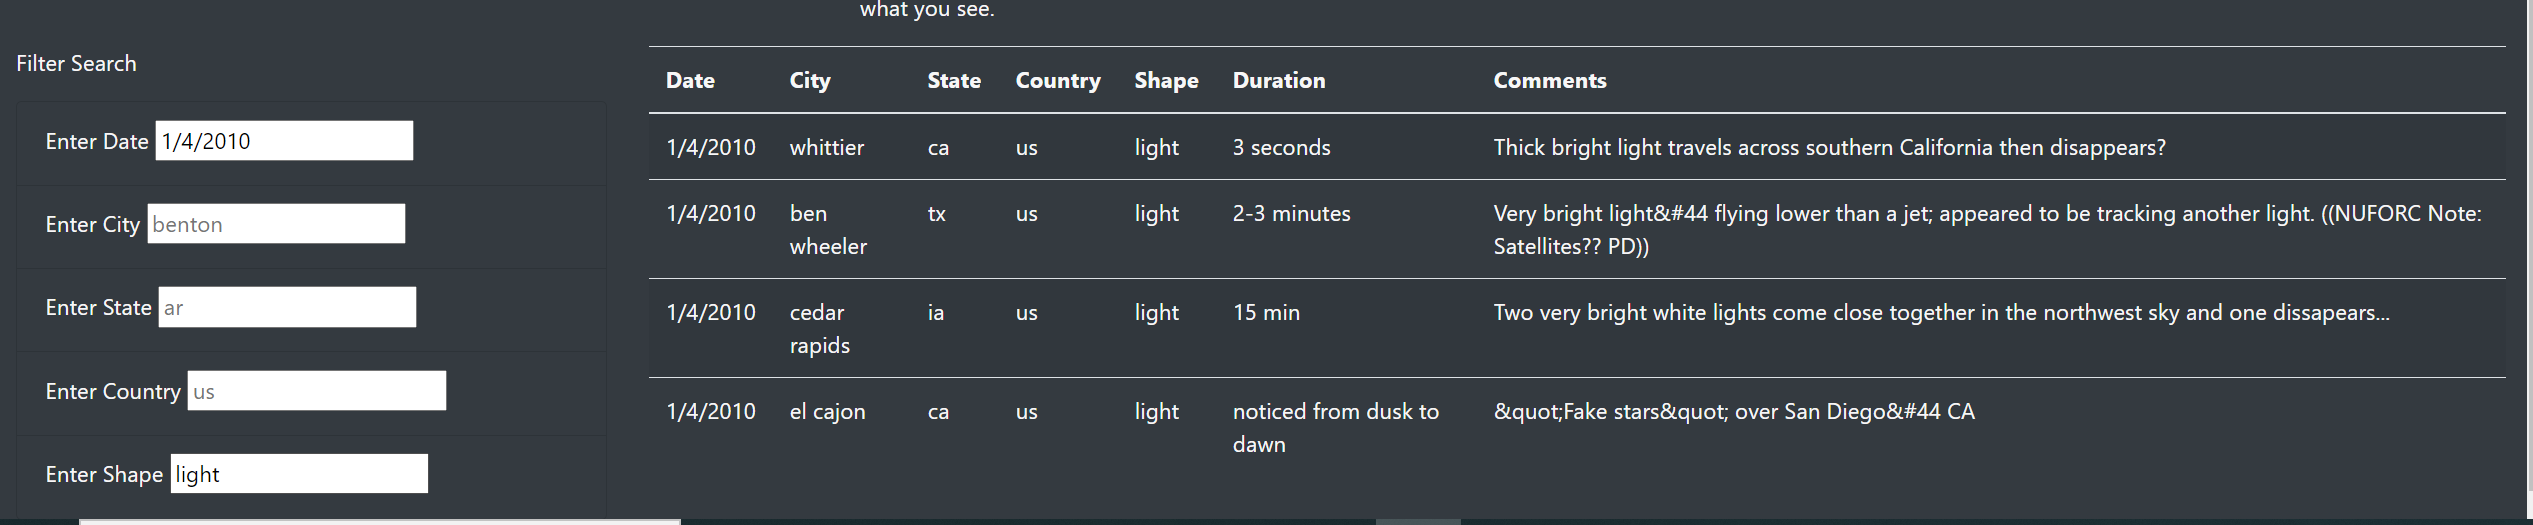 what you see.
Filter Search
Enter Date 1/4/2010
Enter City benton
Enter State ar
Enter Country us
Enter Shape light
Date City State Country Shape Duration Comments
1/4/2010 whittier ca us light 3 seconds Thick bright light travels across southern California then disappears?
1/4/2010 ben tx us light 2-3 minutes Very bright light&#44 flying lower than a jet; appeared to be tracking another light. ((NUFORC Note:
wheeler Satellites?? PD))
1/4/2010 cedar ia us light 15 min Two very bright white lights come close together in the northwest sky and one dissapears...
rapids
1/4/2010 el cajon ca us light noticed from dusk to &quot;Fake stars&quot; over San Diego&#44 CA
dawn